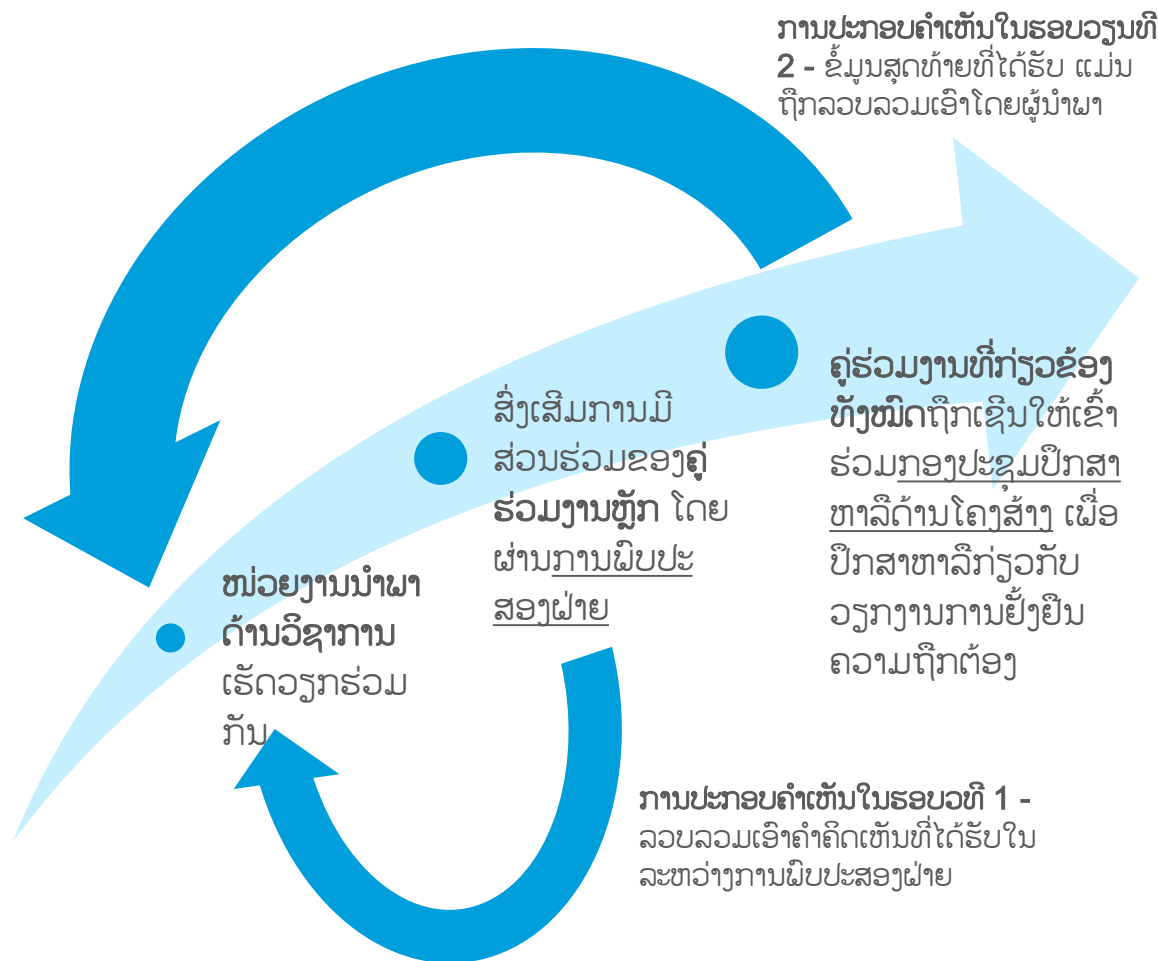 ການປະກອບຄຳເຫັນໃນຮອບວຽນທີ
2 - ຂໍ້ມູນສຸດທ້າຍທີ່ໄດ້ຮັບ ແມ່ນ
ຖືກລວບລວມເອົາໂດຍຜູ້ນຳພາ
ຄູ່ຮ່ວມງານທີ່ກ່ຽວຂ້ອງ
ທັງໝົດຖືກເຊີນໃຫ້ເຂົ້າ
ຮ່ວມກອງປະຊຸມປຶກສາ
ຫາລືດ້ານໂຄງສ້າງ ເພື່ອ
ປຶກສາຫາລືກ່ຽວກັບ
ວຽກງານການຢັ້ງຢືນ
ຄວາມຖືກຕ້ອງ
ສົ່ງເສີມການມີ
ສ່ວນຮ່ວມຂອງຄູ່
ຮ່ວມງານຫຼັກ ໂດຍ
ຜ່ານການພົບປະ
ສອງຝ່າຍ
ໜ່ວຍງານນຳພາ
ດ້ານວິຊາການ
ເຮັດວຽກຮ່ວມ
ກັນ
ການປະກອບຄຳເຫັນໃນຮອບວທີ 1 -
ລວບລວມເອົາຄຳຄິດເຫັນທີ່ໄດ້ຮັບໃນ
ລະຫວ່າງການພົບປະສອງຝ່າຍ